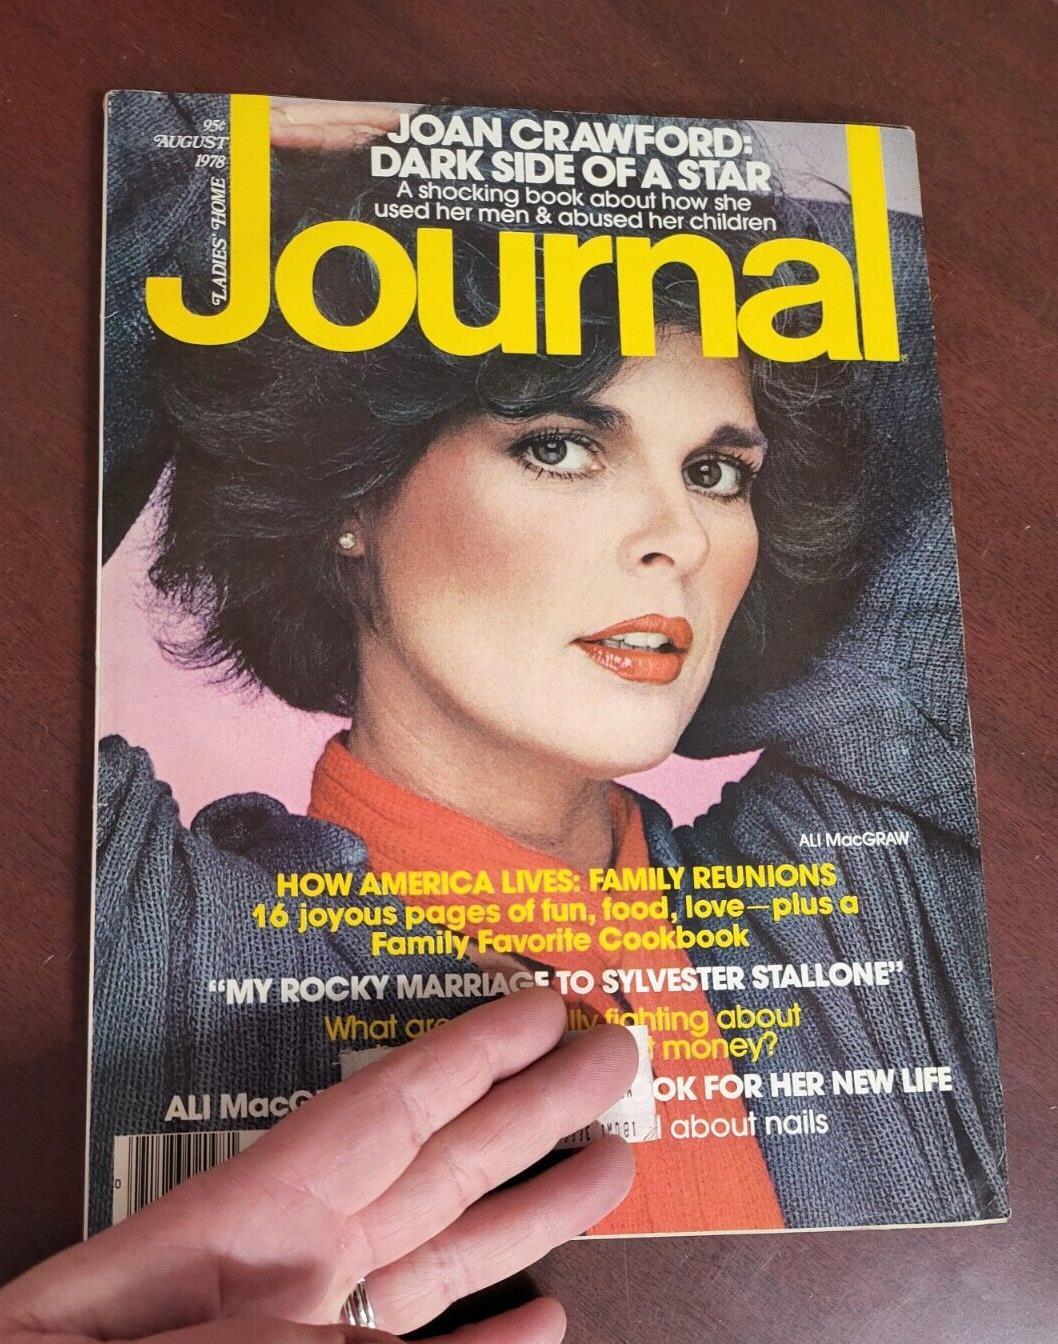 95¢
AUGUST
1978
LADIES' HOME
Journal
JOAN CRAWFORD:
DARK SIDE OF A STAR
A shocking book about how she
used her men & abused her children
ALI MacGRAW
HOW AMERICA LIVES: FAMILY REUNIONS
16 joyous pages of fun, food, love—plus a
Family Favorite Cookbook
“MY ROCKY MARRIAGE TO SYLVESTER STALLONE”
What are lly fighting about
money?
ALI Mac OK FOR HER NEW LIFE
about nails